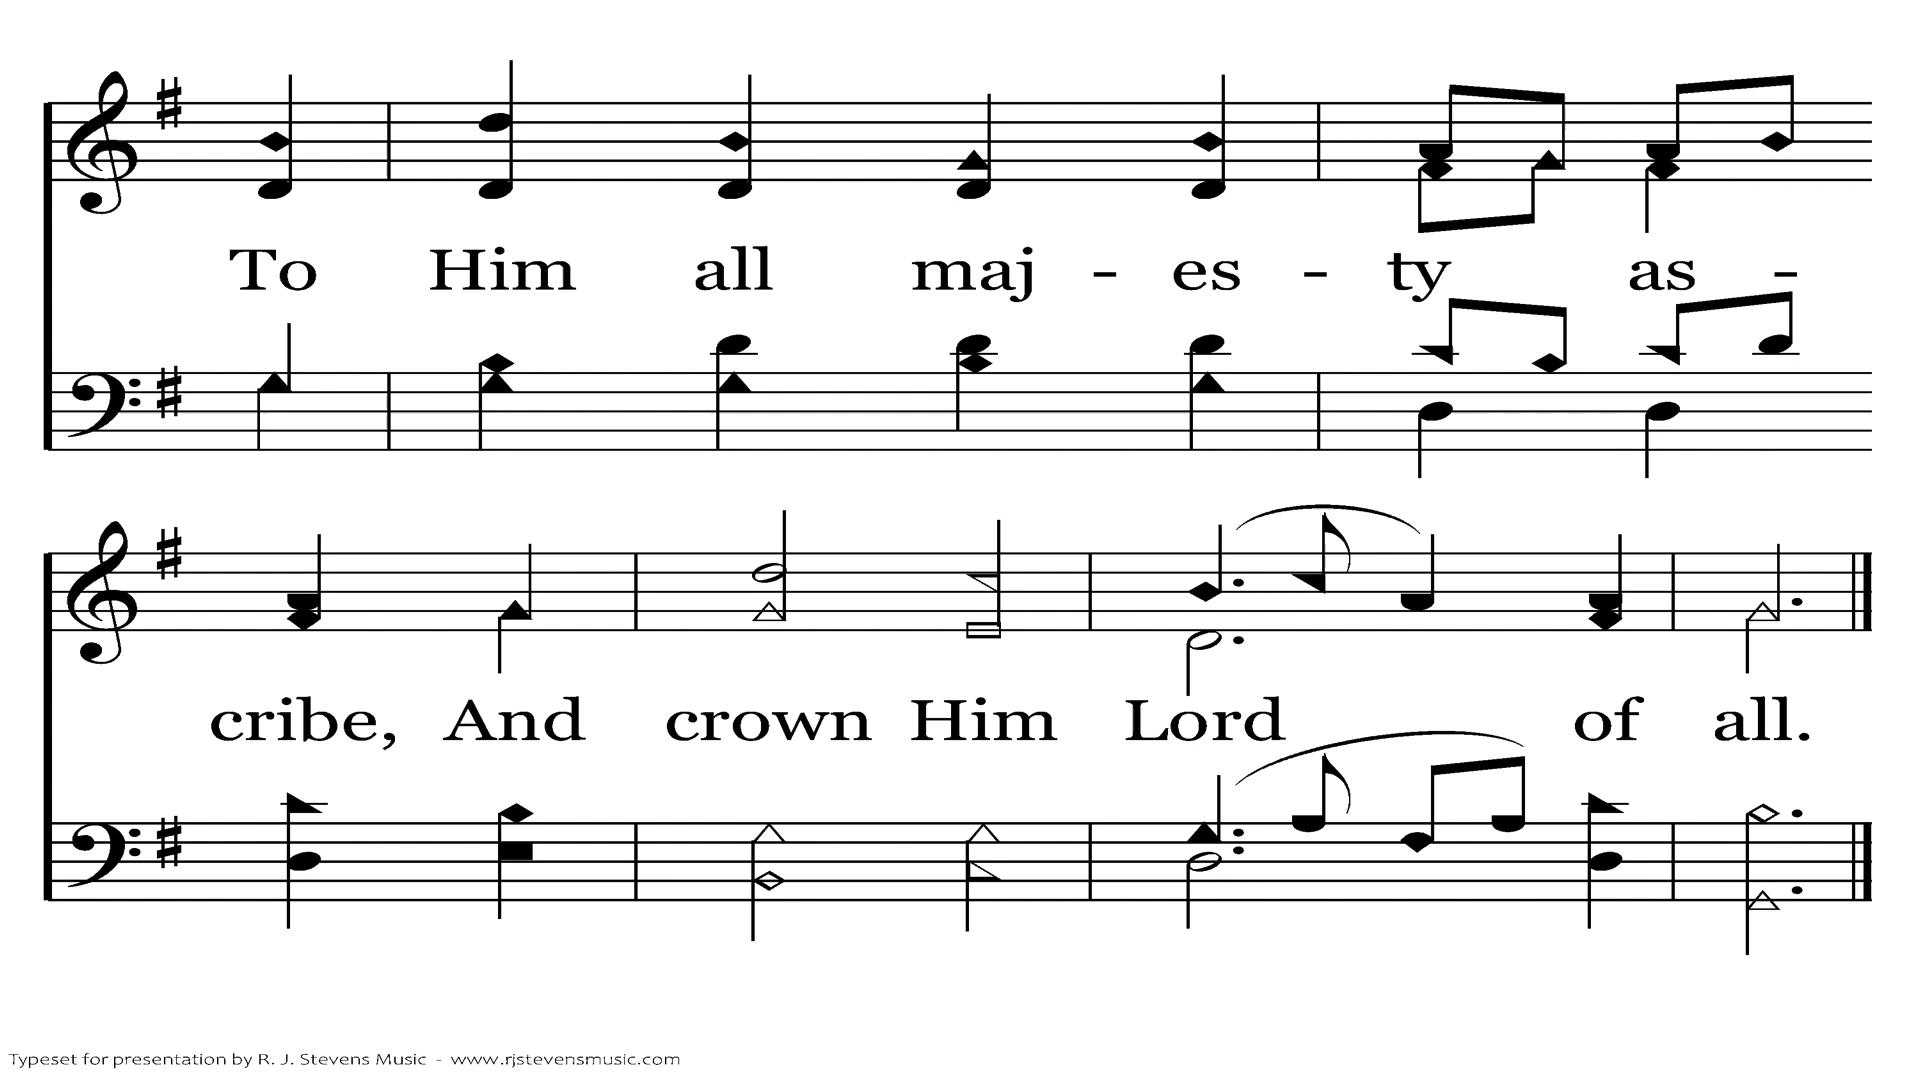 To Him all maj - es - ty as -
cribe, And crown Him Lord of all.
Typeset for presentation by R. J. Stevens Music - www.rjstevensmusic.com